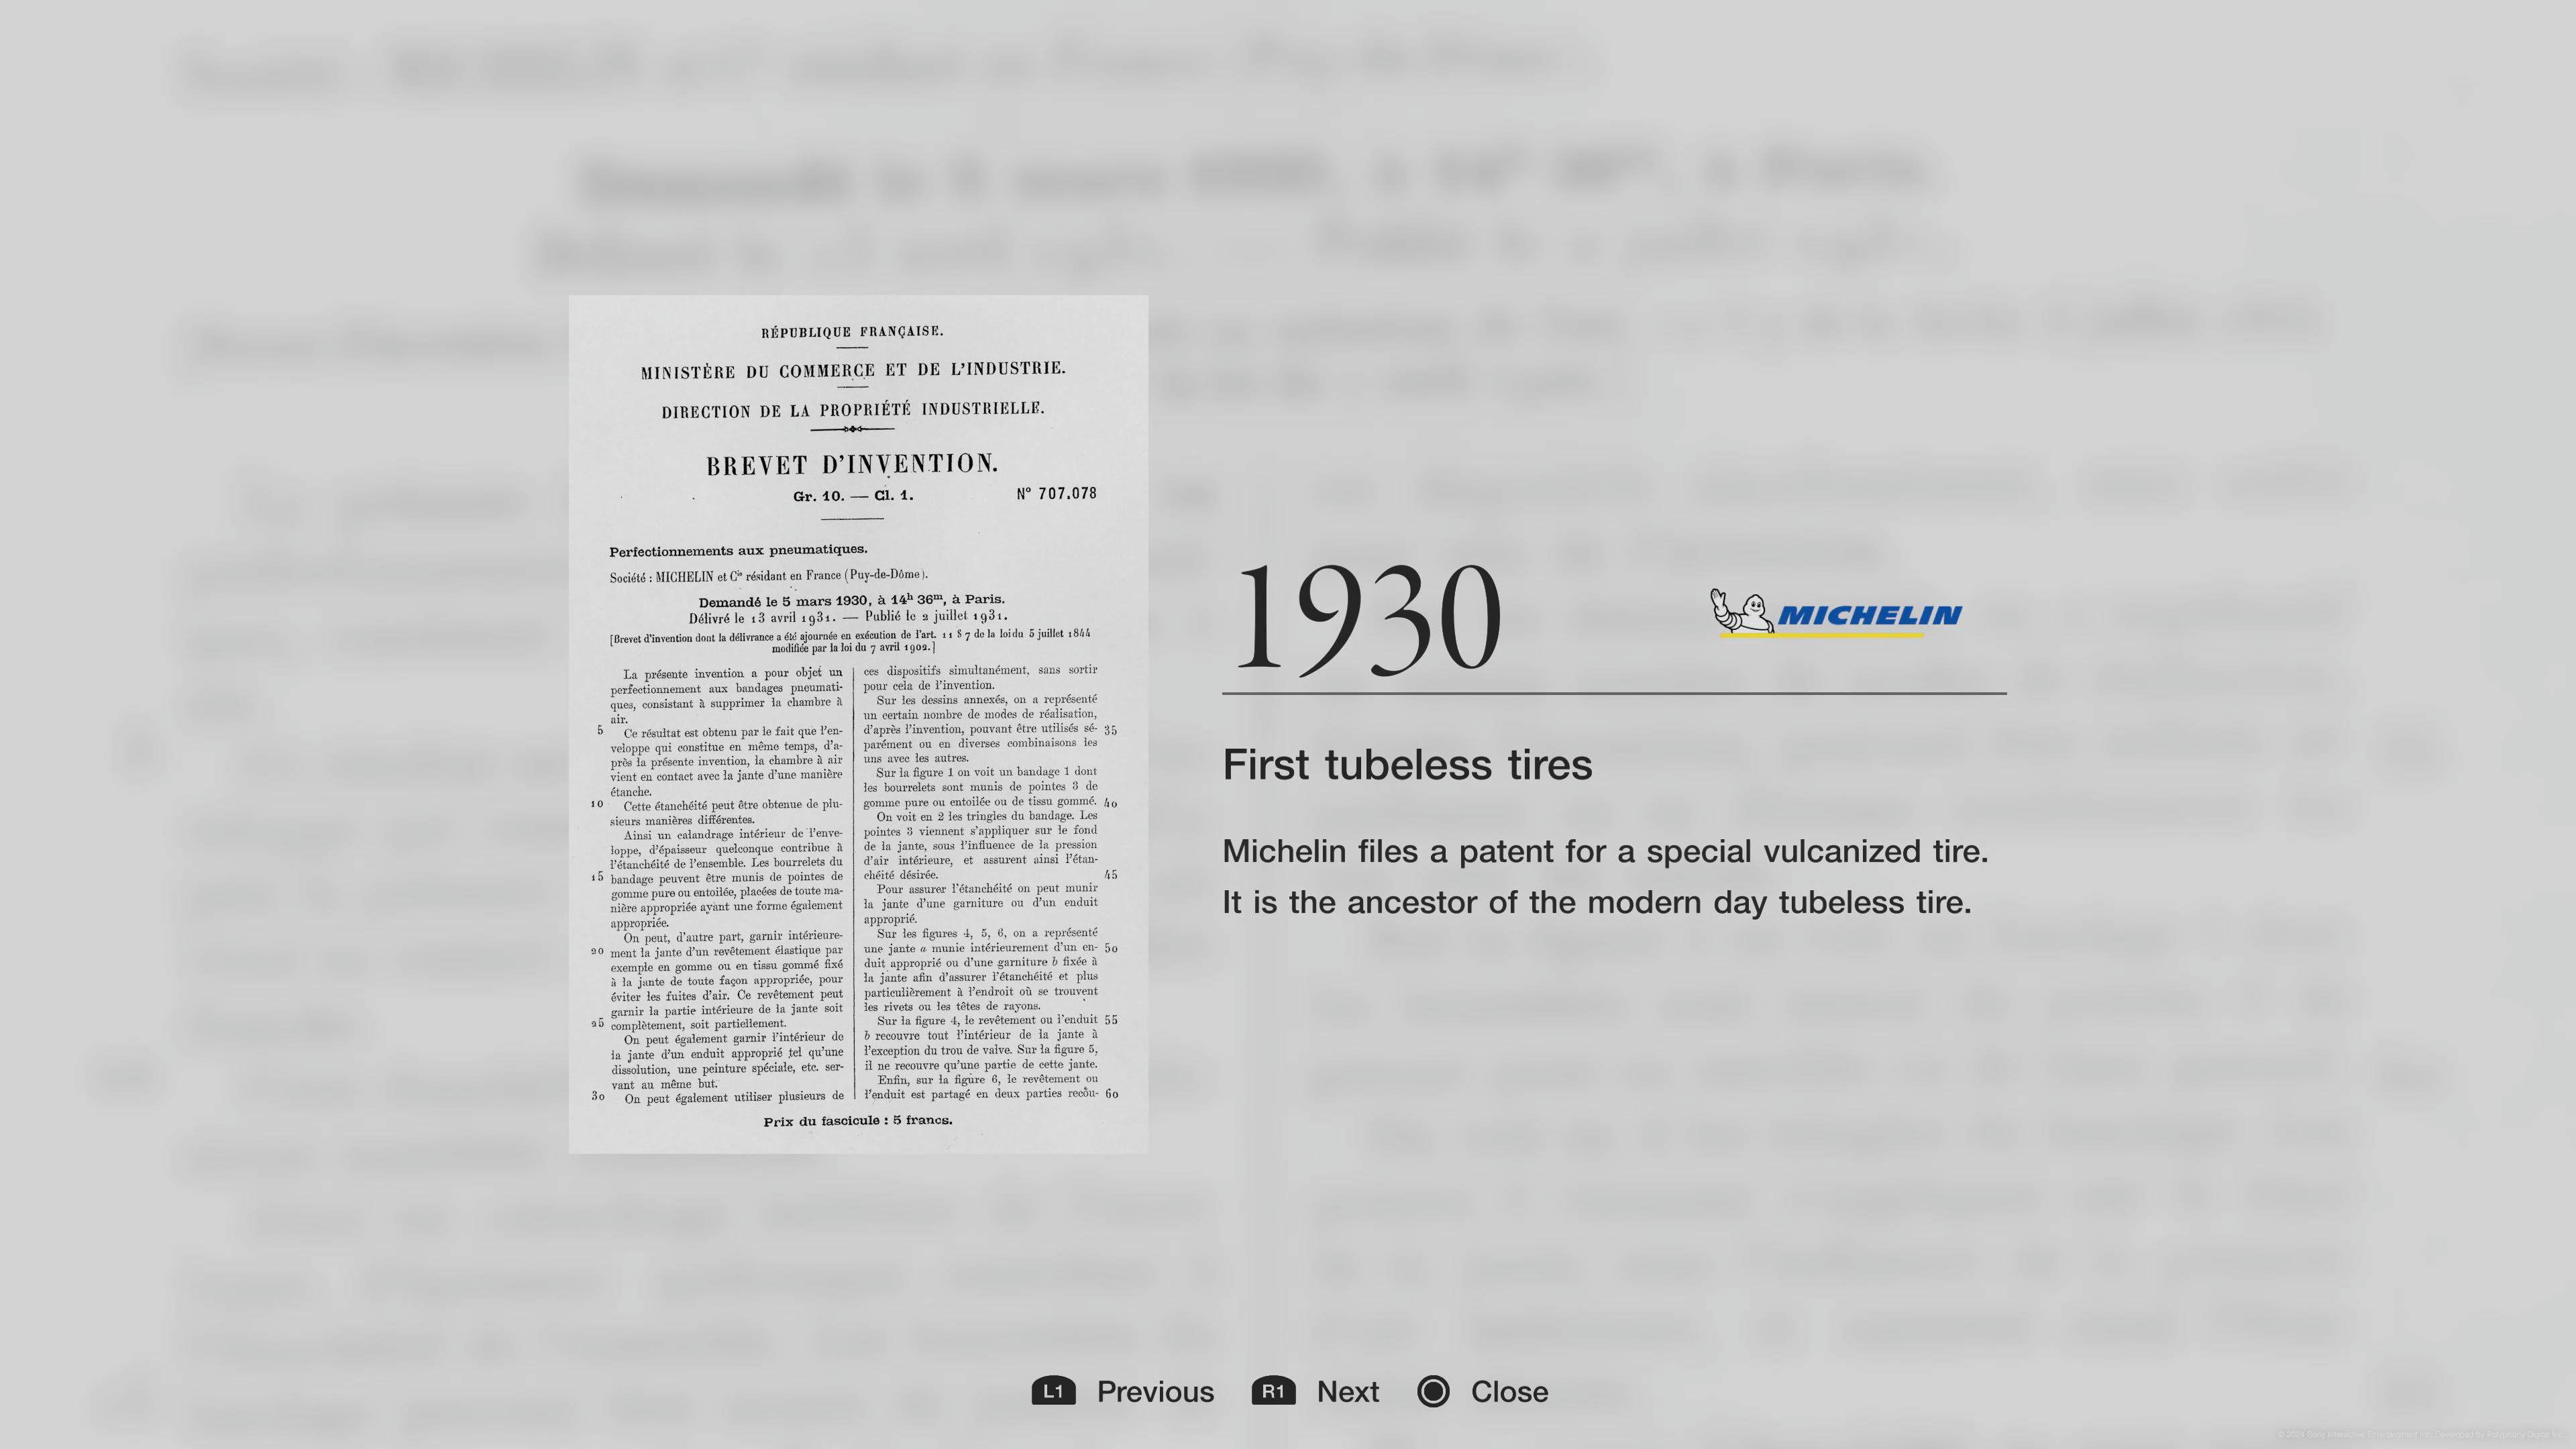 RÉPUBLIQUE FRANÇAISE.
MINISTÈRE DU COMMERCE ET DE L'INDUSTRIE.
DIRECTION DE LA PROPRIÉTÉ INDUSTRIELLE.
BREVET D'INVENTION.
Gr. 10. — Cl. 1.
N° 707.078
Perfectionnements aux pneumatiques.
Société : MICHELIN et Cie résidant en France (Puy-de-Dôme).
Demandé le 5 mars 1930, à 14h 36m, à Paris.
Délivré le 13 avril 1931. — Publié le 2 juillet 1931.
[Brevet d'invention dont la délivrance a été ajournée en exécution de l'art. 11 § 7 de la loi du 5 juillet 1844
modifiée par la loi du 7 avril 1902.]
La présente invention a pour objet un
perfectionnement aux bandages pneumati-
ques, consistant à supprimer la chambre à
air.
5 Ce résultat est obtenu par le fait que l'en-
veloppe qui constitue en même temps, d'a-
près la présente invention, la chambre à air
vient en contact avec la jante d'une manière
étanche.
10 Cette étanchéité peut être obtenue de plu-
sieurs manières différentes.
Ainsi un calandrage intérieur de l'enve-
loppe, d'épaisseur quelconque contribue à
l'étanchéité de l'ensemble. Les bourrelets du
15 bandage peuvent être munis de pointes de
gomme pure ou entoilée, placées de toute ma-
nière appropriée ayant une forme également
appropriée.
On peut, d'autre part, garnir intérieure-
20 ment la jante d'un revêtement élastique par
exemple en gomme ou en tissu gommé fixé
à la jante de toute façon appropriée, pour
éviter les fuites d'air. Ce revêtement peut
garnir la partie intérieure de la jante soit
25 complètement, soit partiellement.
On peut également garnir l'intérieur de
la jante d'un enduit approprié tel qu'une
dissolution, une peinture spéciale, etc. ser-
vant au même but.
30 On peut également utiliser plusieurs de
ces dispositifs simultanément, sans sortir
pour cela de l'invention.
Sur les dessins annexés, on a représenté
un certain nombre de modes de réalisation,
d'après l'invention, pouvant être utilisés sé- 35
parément ou en diverses combinaisons les
uns avec les autres.
Sur la figure 1 on voit un bandage 1 dont
les bourrelets sont munis de pointes 3 de
gomme pure ou entoilée ou de tissu gommé. 40
On voit en 2 les tringles du bandage. Les
pointes 3 viennent s'appliquer sur le fond
de la jante, sous l'influence de la pression
d'air intérieure, et assurent ainsi l'étan-
chéité désirée. 45
Pour assurer l'étanchéité on peut munir
la jante d'une garniture ou d'un enduit
approprié.
Sur les figures 4, 5, 6, on a représenté
une jante a munie intérieurement d'un en- 50
duit approprié ou d'une garniture b fixée à
la jante afin d'assurer l'étanchéité et plus
particulièrement à l'endroit où se trouvent
les rivets ou les têtes de rayons.
Sur la figure 4, le revêtement ou l'enduit 55
b recouvre tout l'intérieur de la jante à
l'exception du trou de valve. Sur la figure 5,
il ne recouvre qu'une partie de cette jante.
Enfin, sur la figure 6, le revêtement ou
l'enduit est partagé en deux parties recou- 60
Prix du fascicule : 5 francs.
1930
MICHELIN
First tubeless tires
Michelin files a patent for a special vulcanized tire.
It is the ancestor of the modern day tubeless tire.
L1 Previous R1 Next Close